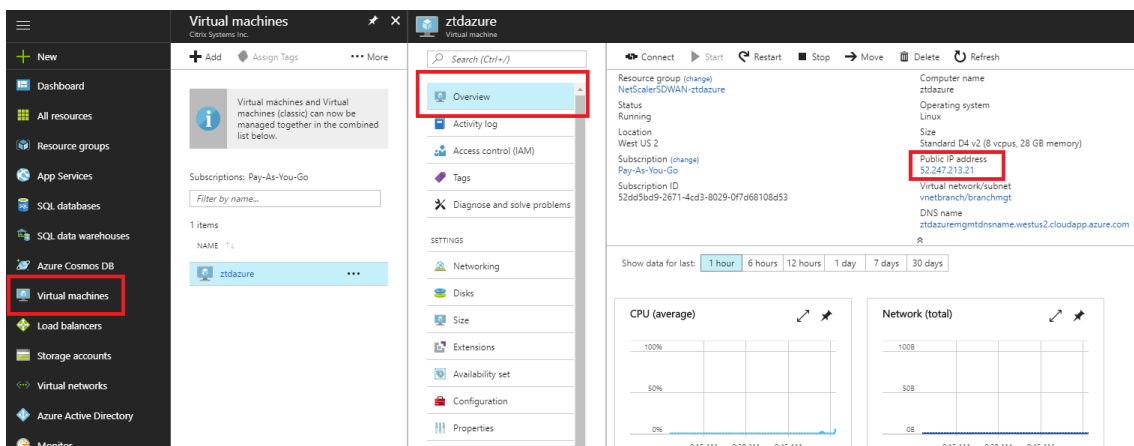 Virtual machines
Citrix Systems Inc.
ztdazure
Virtual machine
New
Dashboard
All resources
Resource groups
App Services
SQL databases
SQL data warehouses
Azure Cosmos DB
Virtual machines
Load balancers
Storage accounts
Virtual networks
Azure Active Directory
Monitor
Add
Assign Tags
More
Virtual machines and Virtual
machines (classic) can now be
managed together in the combined
list below.
Subscriptions: Pay-As-You-Go
Filter by name...
1 items
NAME
ztdazure
Search (Ctrl+/)
Overview
Activity log
Access control (IAM)
Tags
Diagnose and solve problems
SETTINGS
Networking
Disks
Size
Extensions
Availability set
Configuration
Properties
Connect Start Restart Stop Move Delete Refresh
Resource group (change)
NetScalerSDWAN-ztdazure
Status
Running
Location
West US 2
Subscription (change)
Pay-As-You-Go
Subscription ID
52dd5bd9-2671-4cd3-8029-0f7d68108d53
Computer name
ztdazure
Operating system
Linux
Size
Standard D4 v2 (8 vcpus, 28 GB memory)
Public IP address
52.247.213.21
Virtual network/subnet
vnetbranch/branchmgt
DNS name
ztdazuremgmtdnsname.westus2.cloudapp.azure.com
Show data for last: 1 hour 6 hours 12 hours 1 day 7 days 30 days
CPU (average)
100%
50%
0%
Network (total)
100B
50B
0B